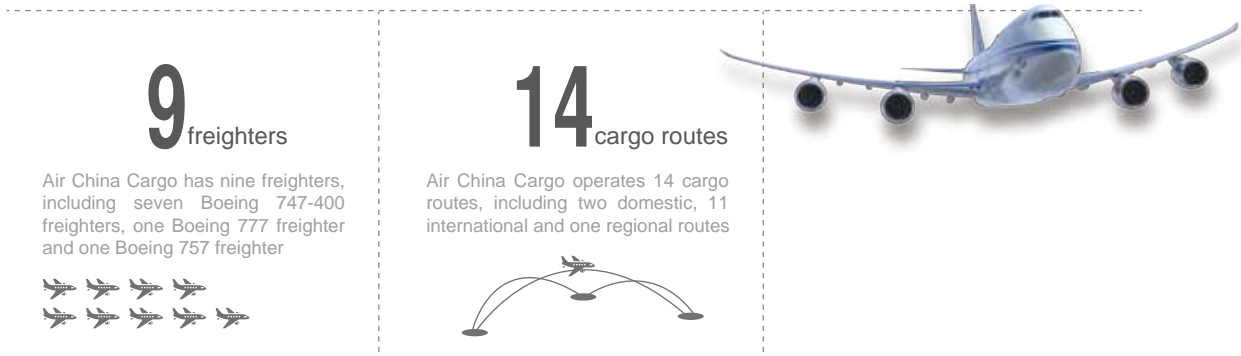 9 freighters
Air China Cargo has nine freighters,
including seven Boeing 747-400
freighters, one Boeing 777 freighter
and one Boeing 757 freighter
14 cargo routes
Air China Cargo operates 14 cargo
routes, including two domestic, 11
international and one regional routes